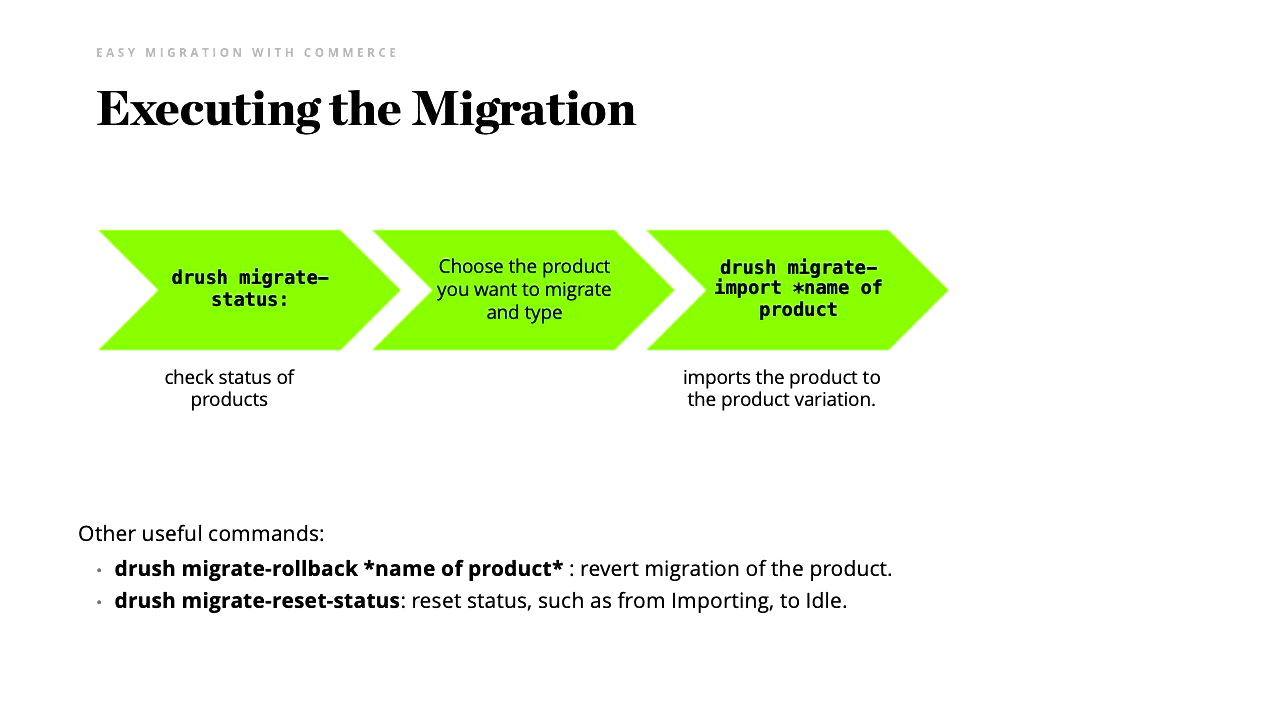 EASY MIGRATION WITH COMMERCE
Executing the Migration
drush migrate-
status:
check status of
products
Choose the product
you want to migrate
and type
drush migrate-
import *name of
product
imports the product to
the product variation.
Other useful commands:
• drush migrate-rollback *name of product* : revert migration of the product.
• drush migrate-reset-status: reset status, such as from Importing, to Idle.